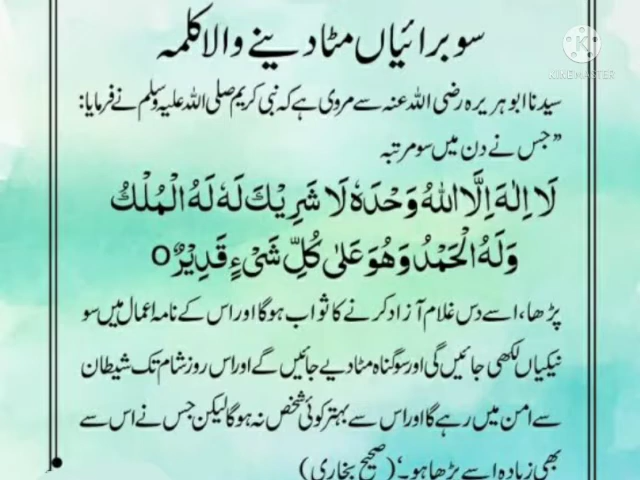 سو برائیاں مٹا دینے والا کلمہ
KINEMASTER
سیدنا ابو ہریرہ رضی اللہ عنہ سے مروی ہے کہ نبی کریم صلی اللہ علیہ وسلم نے فرمایا:
”جس نے دن میں سو مرتبہ
لَا اِلٰهَ اِلَّا اللّٰهُ وَحْدَهٗ لَا شَرِيْكَ لَهٗ لَهُ الْمُلْكُ
وَلَهُ الْحَمْدُ وَهُوَ عَلٰى كُلِّ شَىْءٍ قَدِيْرٌ ○
پڑھا، اسے دس غلام آزاد کرنے کا ثواب ہوگا اور اس کے نامہ اعمال میں سو
نیکیاں لکھی جائیں گی اور سو گناہ مٹا دیے جائیں گے اور اس روز شام تک شیطان
سے امن میں رہے گا اور اس سے بہتر کوئی شخص نہ ہوگا لیکن جس نے اس سے
بھی زیادہ اسے پڑھا ہو۔‘ (صحیح بخاری)